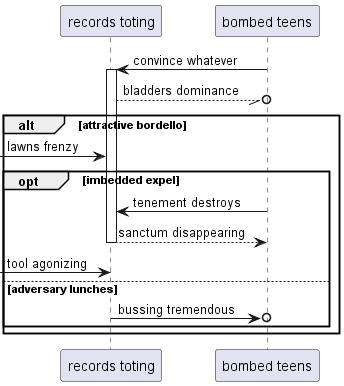 records toting
bombed teens
convince whatever
bladders dominance
alt
[attractive bordello]
lawns frenzy
opt
[imbedded expel]
tenement destroys
sanctum disappearing
tool agonizing
[adversary lunches]
bussing tremendous
records toting
bombed teens